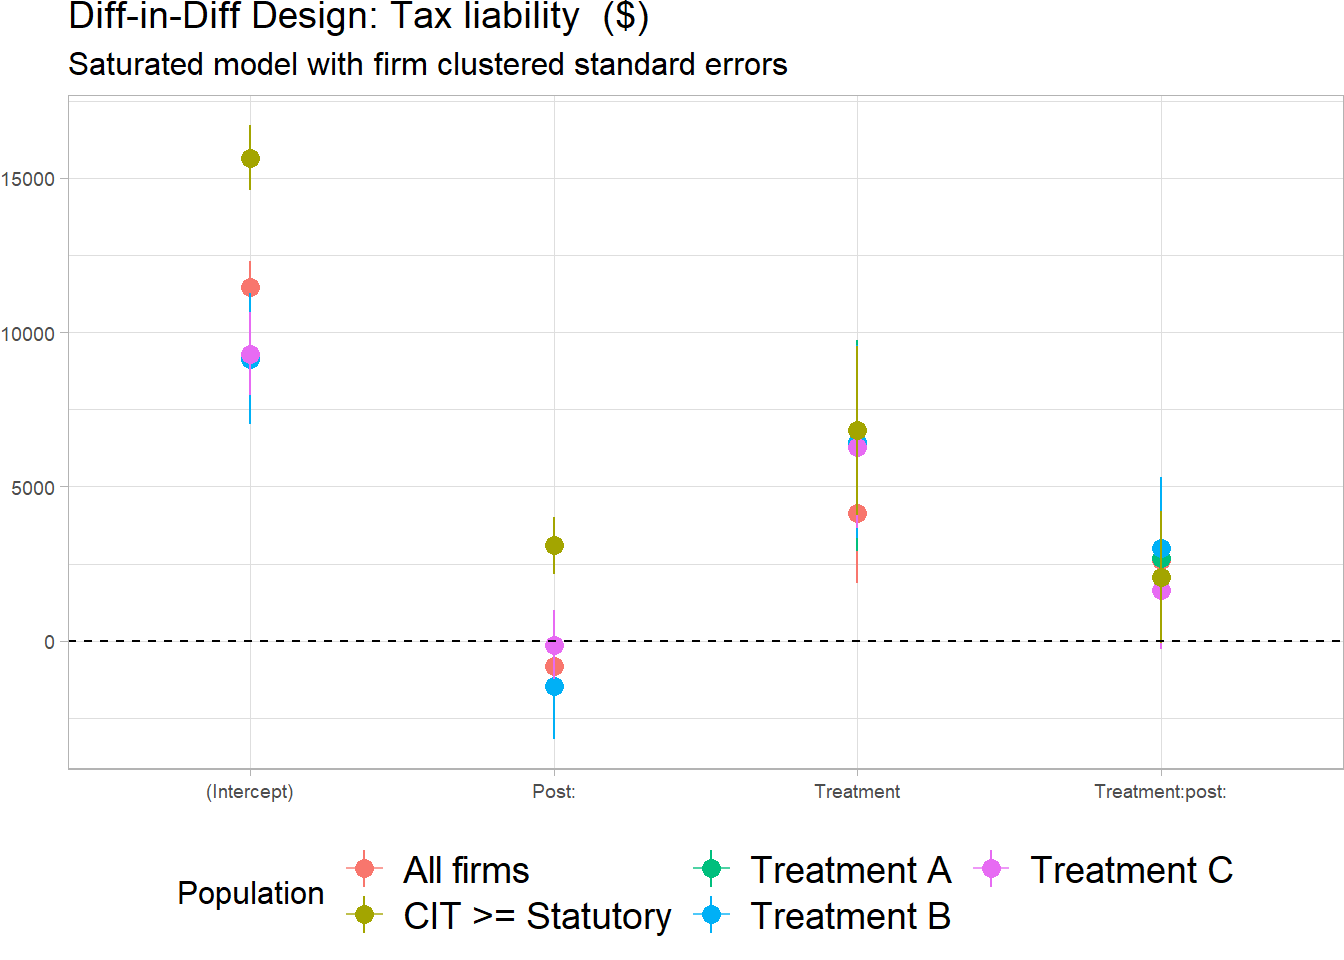 Diff-in-Diff Design: Tax liability  ($)
Saturated model with firm clustered standard errors
15000
10000
5000
0
(Intercept)
Post:
Treatment
Treatment:post:
Population
All firms
CIT >= Statutory
Treatment A
Treatment B
Treatment C